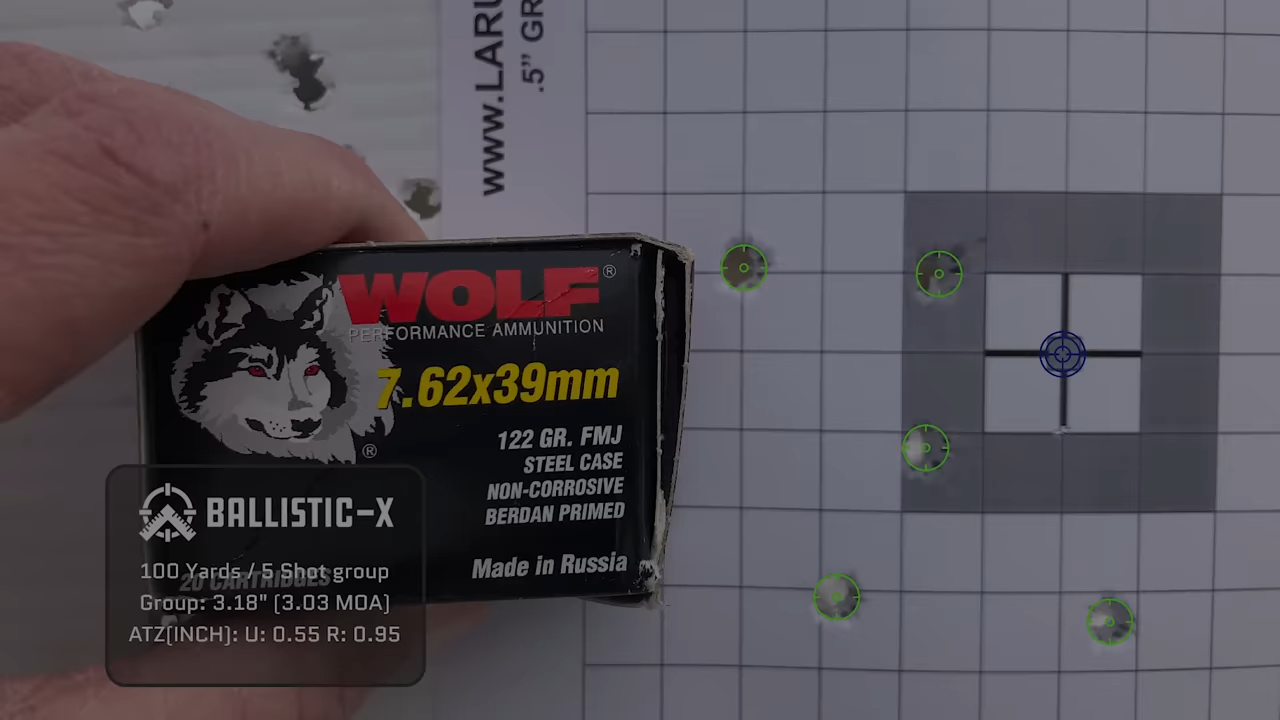 www.LARU
.5" GR
WOLF®
PERFORMANCE AMMUNITION
7.62x39mm
®
122 GR. FMJ
STEEL CASE
NON-CORROSIVE
BERDAN PRIMED
Made in Russia
20 CARTRIDGES
BALLISTIC-X
100 Yards / 5 Shot group
Group: 3.18" (3.03 MOA)
ATZ(INCH): U: 0.55 R: 0.95